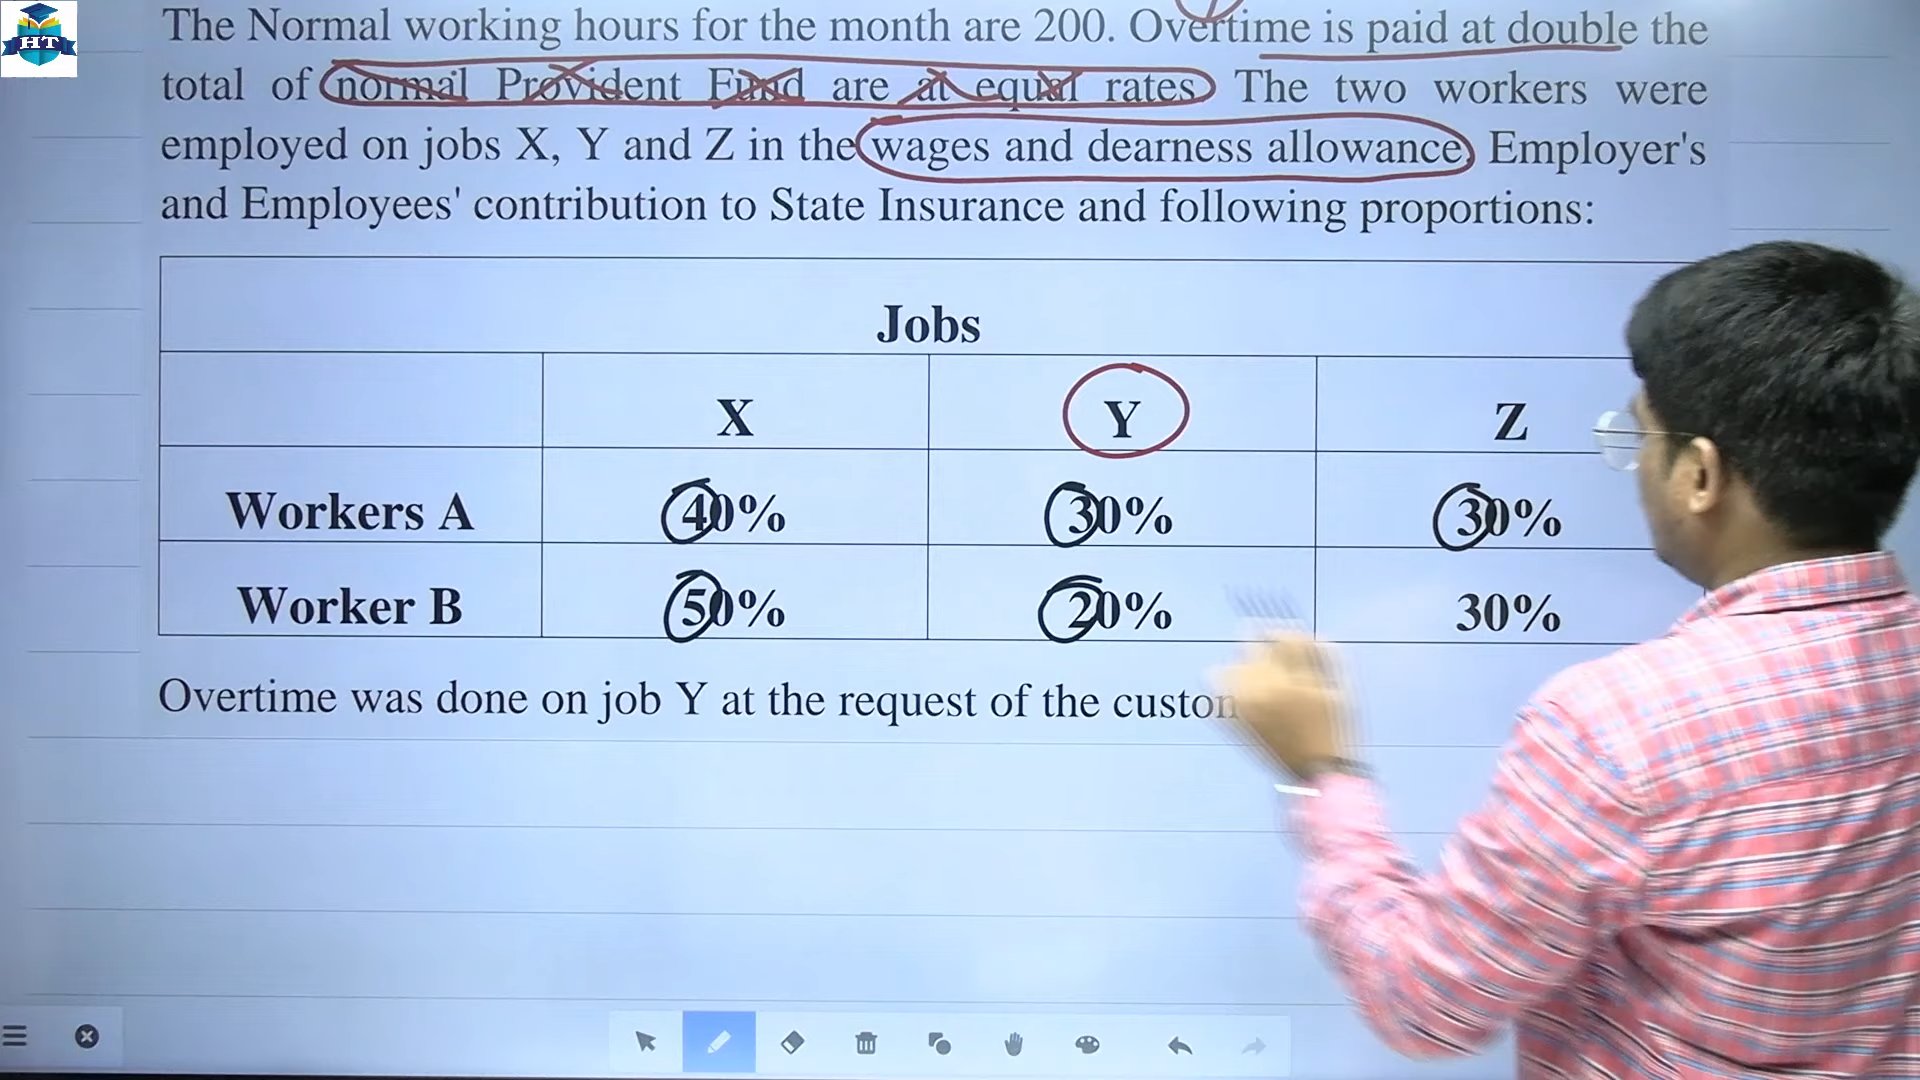 HT
The Normal working hours for the month are 200. Overtime is paid at double the
total of normal Provident Fund are at equal rates. The two workers were
employed on jobs X, Y and Z in the wages and dearness allowance. Employer's
and Employees' contribution to State Insurance and following proportions:
Jobs
X Y Z
Workers A 40% 30% 30%
Worker B 50% 20% 30%
Overtime was done on job Y at the request of the